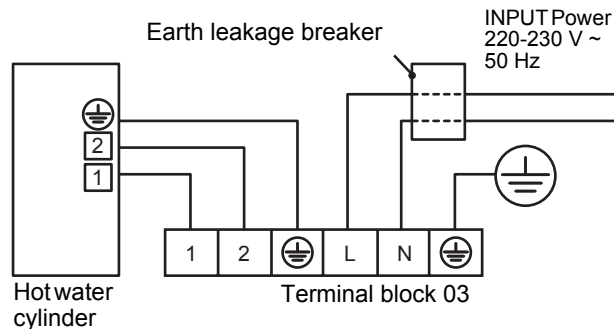 Earth leakage breaker
INPUT Power
220-230 V ~
50 Hz
2
1
1 2 L N
Hot water
cylinder
Terminal block 03